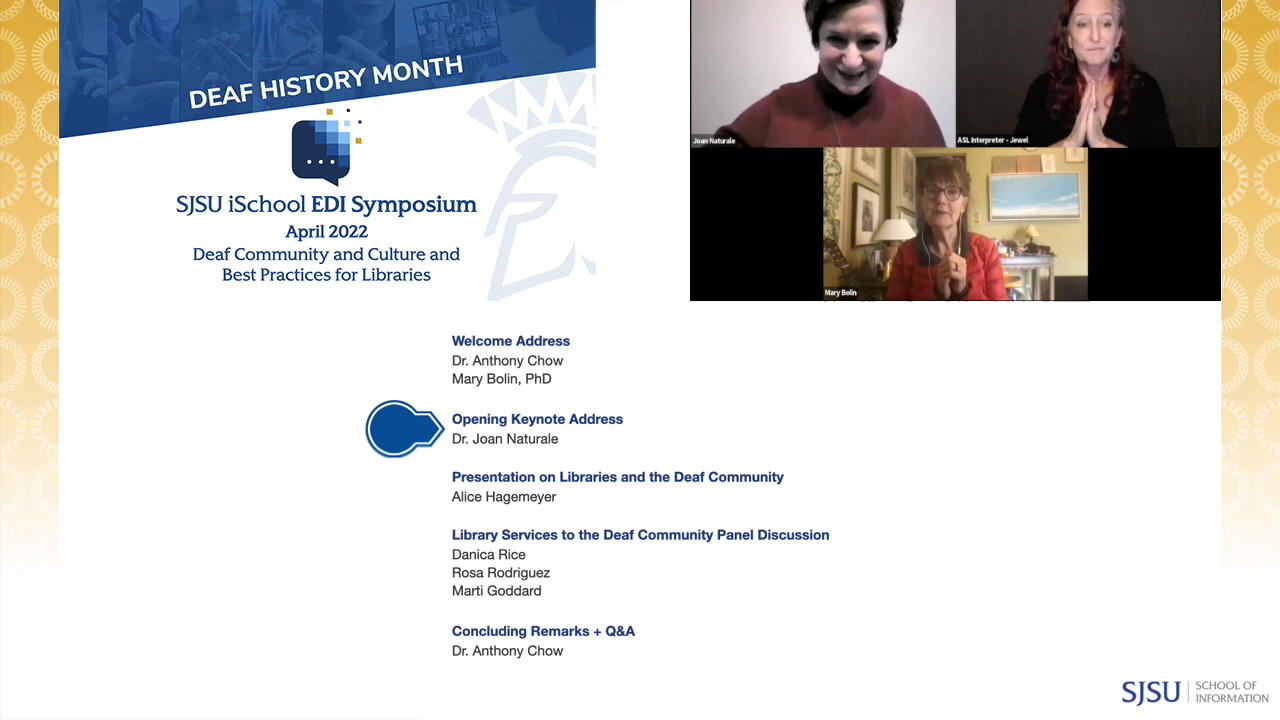 DEAF HISTORY MONTH
SJSU iSchool EDI Symposium
April 2022
Deaf Community and Culture and
Best Practices for Libraries
Joan Naturale
ASL Interpreter - Jewel
Mary Bolin
Welcome Address
Dr. Anthony Chow
Mary Bolin, PhD
Opening Keynote Address
Dr. Joan Naturale
Presentation on Libraries and the Deaf Community
Alice Hagemeyer
Library Services to the Deaf Community Panel Discussion
Danica Rice
Rosa Rodriguez
Marti Goddard
Concluding Remarks + Q&A
Dr. Anthony Chow
SJSU
SCHOOL OF
INFORMATION